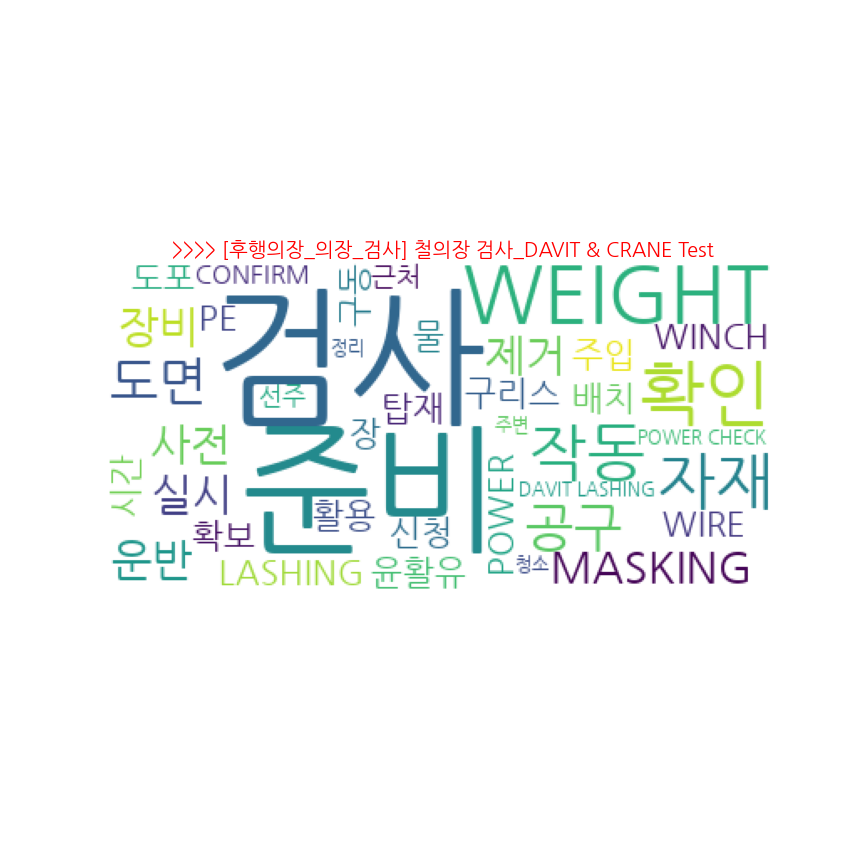 >>>> [후행의장_의장_검사] 철의장 검사_DAVIT & CRANE Test
도포 CONFIRM 구동 근처 WEIGHT
장비 PE 검사 정리 물 제거 주입 WINCH
도면 선주 탑재 구리스 배치 확인
사전 준비 장 주변 작동 POWER CHECK
시간 실시 활용 POWER DAVIT LASHING 자재
확보 신청 공구 WIRE
운반 LASHING 윤활유 청소 MASKING